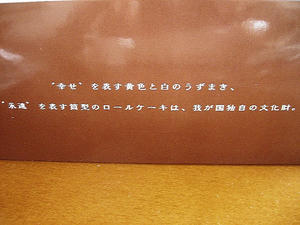 "幸せ" を表す黄色と白のうずまき、
"永遠" を表す筒型のロールケーキは、我が国独自の文化財。